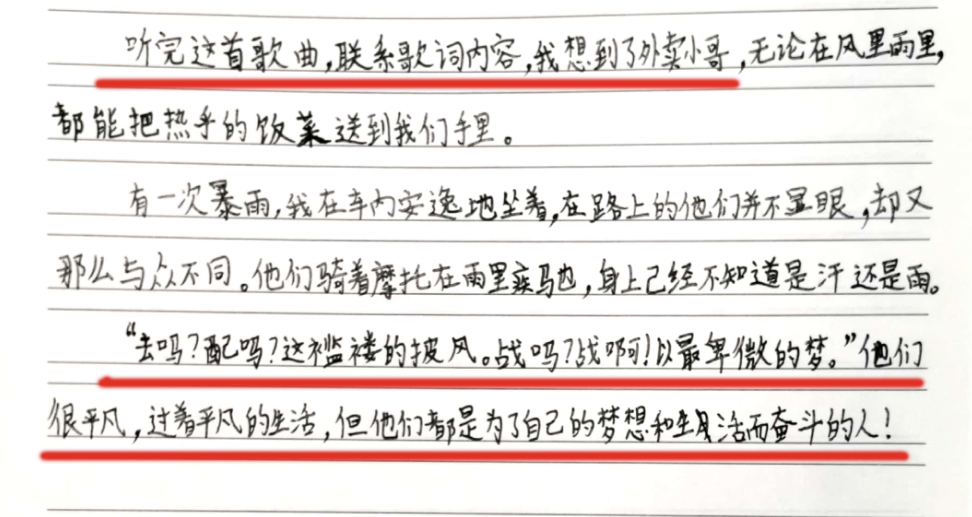 听完这首歌曲,联系歌词内容,我想到了外卖小哥,无论在风里雨里,
都能把热乎的饭菜送到我们手里。
有一次暴雨,我在车内安逸地坐着,在路上的他们并不显眼,却又
那么与众不同。他们骑着摩托在雨里疾驰,身上已经不知道是汗还是雨。
“去吗?配吗?这褴褛的披风。战吗?战啊!以最卑微的梦。”他们
很平凡,过着平凡的生活,但他们都是为了自己的梦想和生活而奋斗的人!